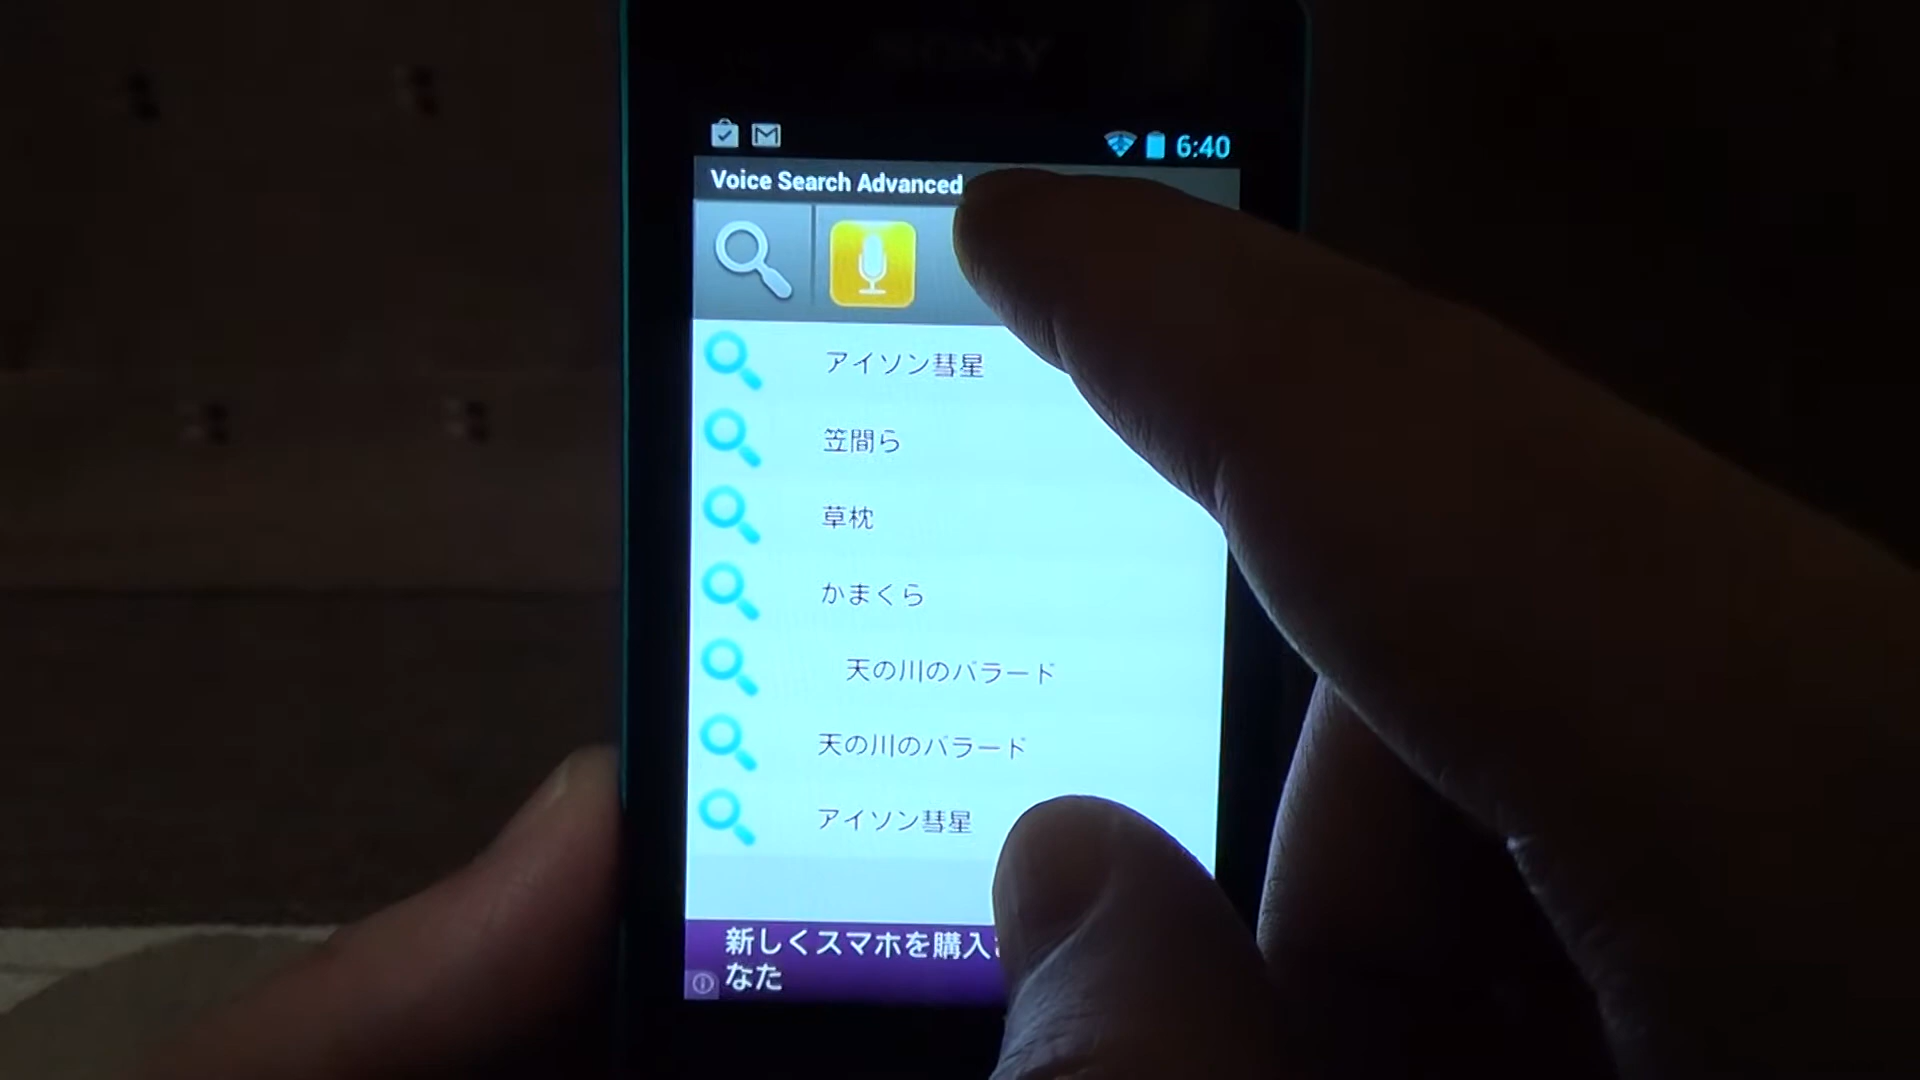 SONY
6:40
Voice Search Advanced
アイソン彗星
笠間ら
草枕
かまくら
天の川のバラード
天の川のバラード
アイソン彗星
新しくスマホを購入
なた